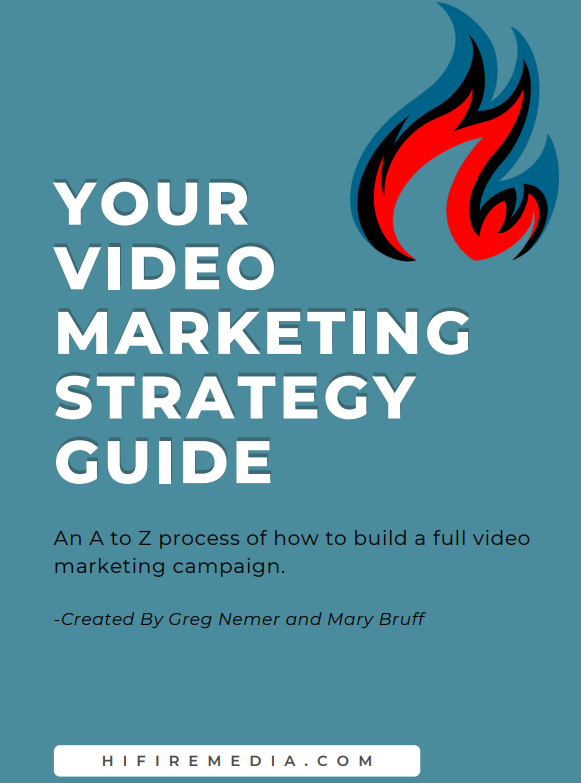 YOUR
VIDEO
MARKETING
STRATEGY
GUIDE
An A to Z process of how to build a full video
marketing campaign.
-Created By Greg Nemer and Mary Bruff
HIFIREMEDIA.COM